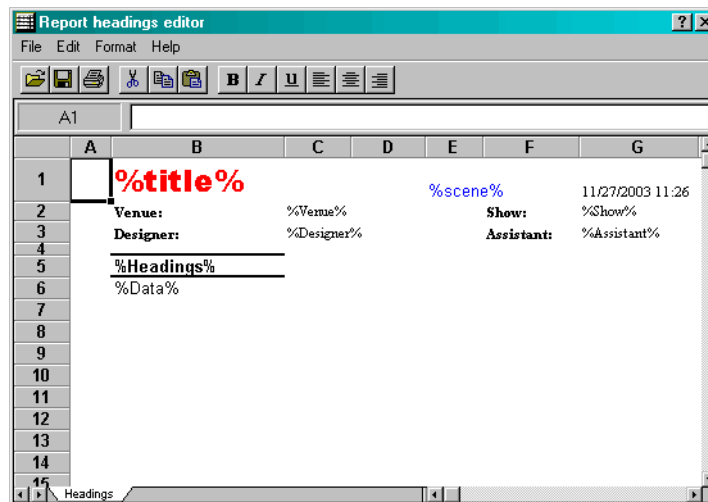 Report headings editor
File Edit Format Help
B I U
A1
A B C D E F G
1 %title% %scene% 11/27/2003 11:26
2 Venue: %Venue% Show: %Show%
3 Designer: %Designer% Assistant: %Assistant%
4
5 %Headings%
6 %Data%
7
8
9
10
11
12
13
14
15
Headings